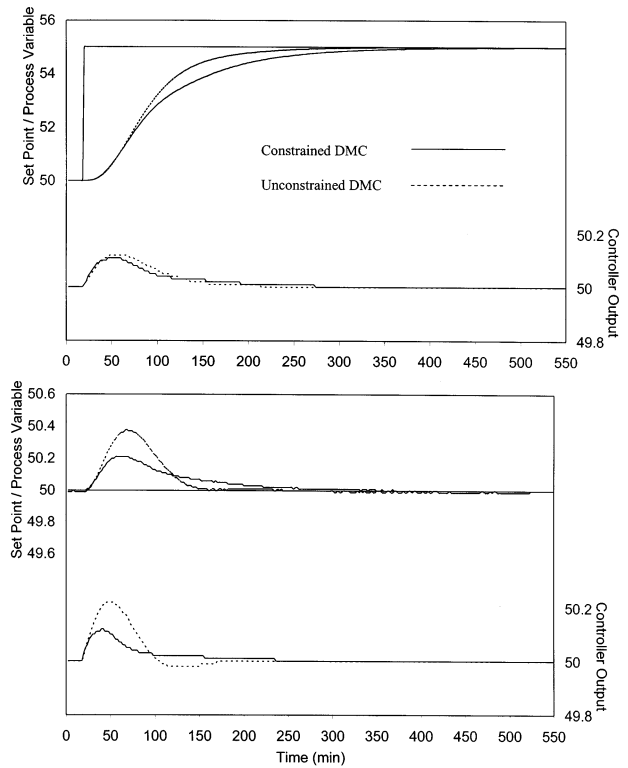 56
54
52
50
Set Point / Process Variable
Constrained DMC
Unconstrained DMC
50.2
50
49.8
Controller Output
0 50 100 150 200 250 300 350 400 450 500 550
50.6
50.4
50.2
50
49.8
49.6
Set Point / Process Variable
50.2
50
49.8
Controller Output
0 50 100 150 200 250 300 350 400 450 500 550
Time (min)